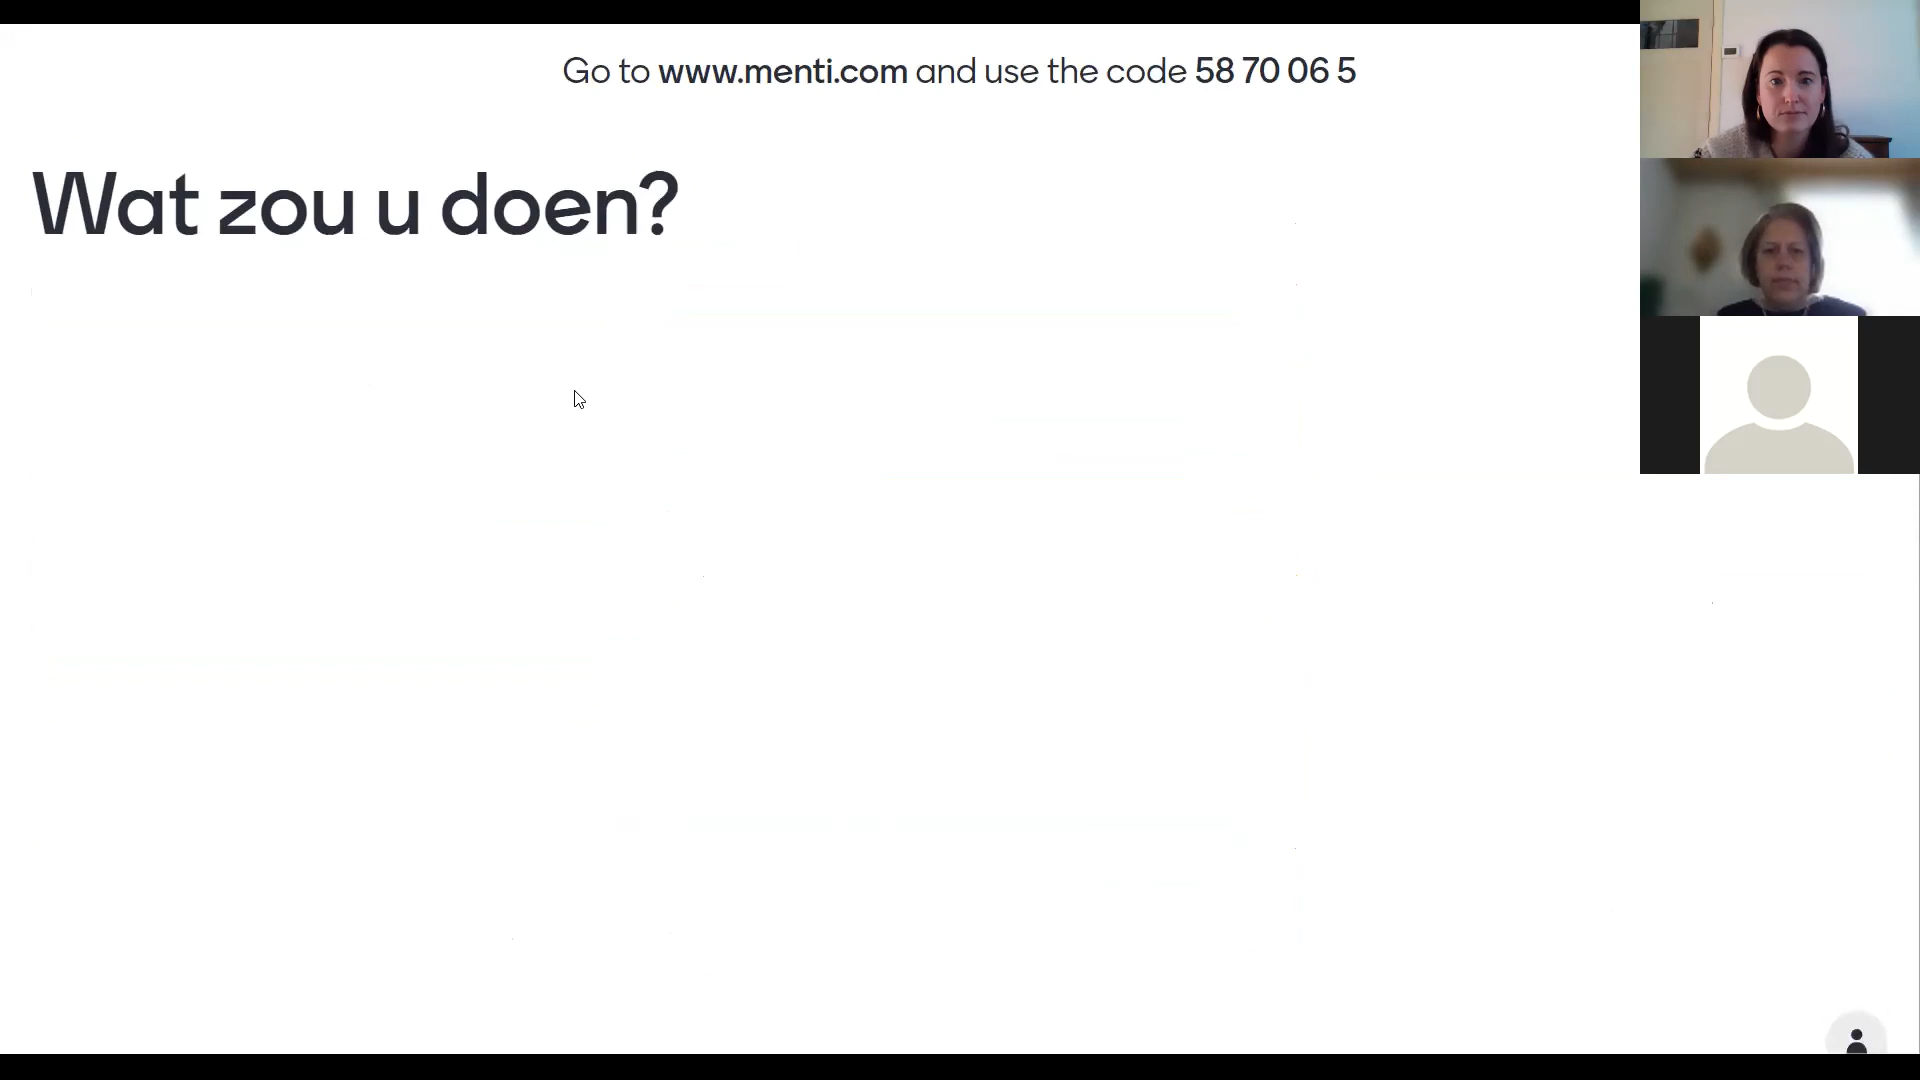 Go to www.menti.com and use the code 58 70 06 5
Wat zou u doen?